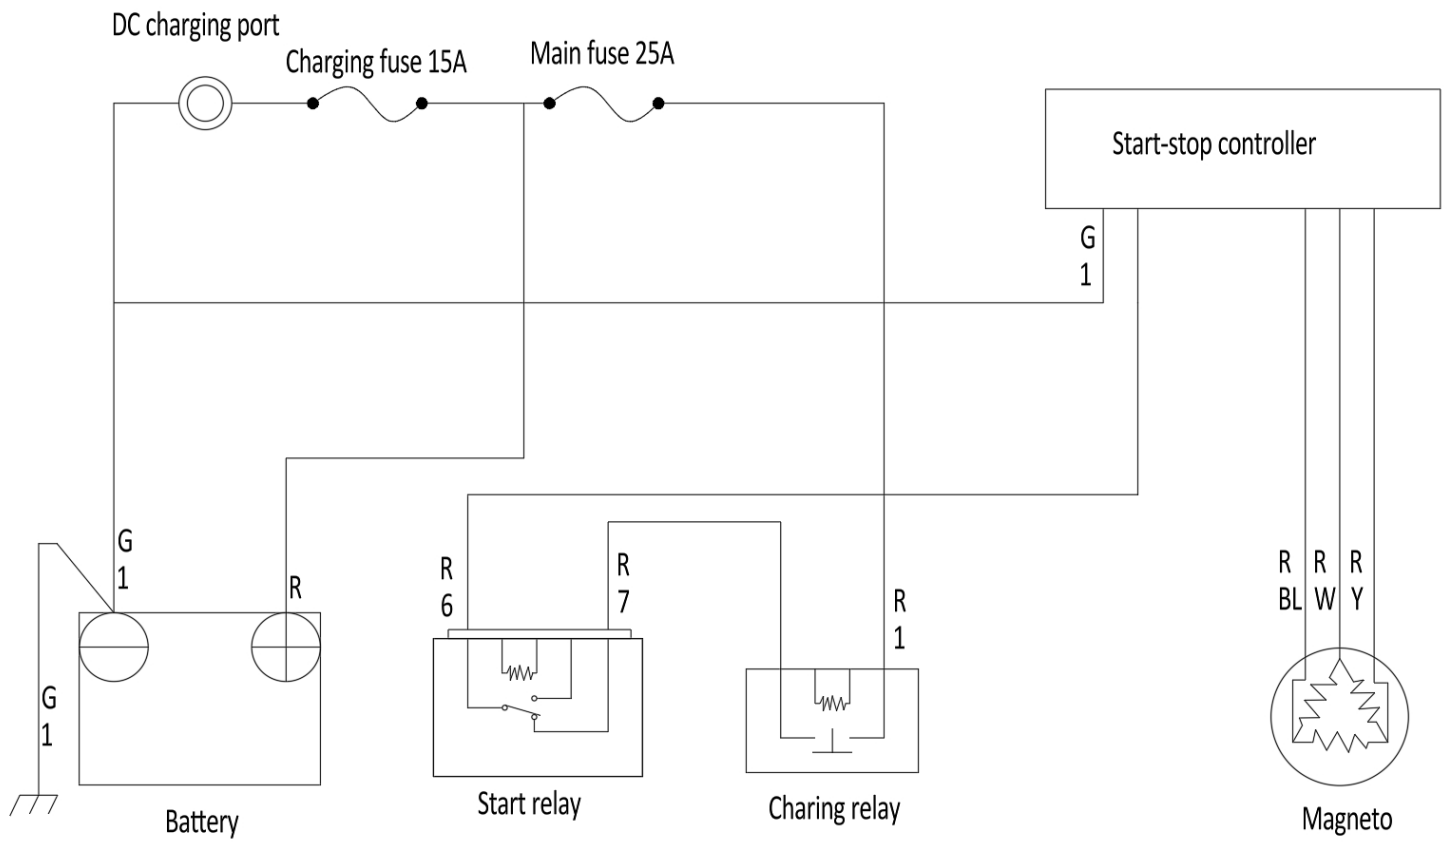 DC charging port
Charging fuse 15A
Main fuse 25A
Start-stop controller
G
1
G
1
R
G
1
R
6
R
7
R
1
R
BL
R
W
R
Y
Battery
Start relay
Charing relay
Magneto